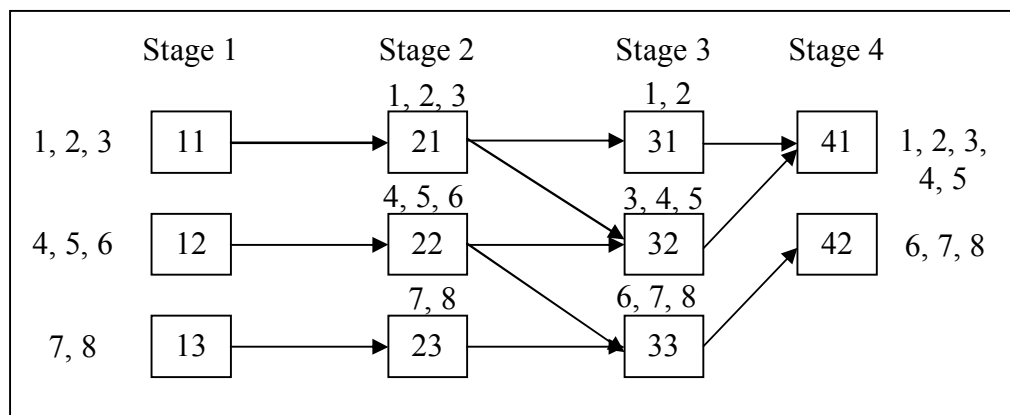 Stage 1 Stage 2 Stage 3 Stage 4
1, 2, 3 1, 2
1, 2, 3 11 21 31 41 1, 2, 3,
4, 5
4, 5, 6 3, 4, 5
4, 5, 6 12 22 32 42 6, 7, 8
7, 8 6, 7, 8
7, 8 13 23 33